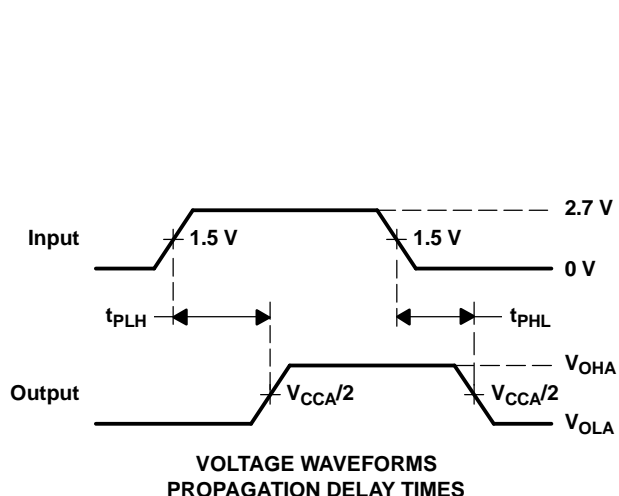 2.7 V
Input
1.5 V
1.5 V
0 V
tPLH
tPHL
VOHA
Output
VCCA/2
VCCA/2
VOLA
VOLTAGE WAVEFORMS
PROPAGATION DELAY TIMES